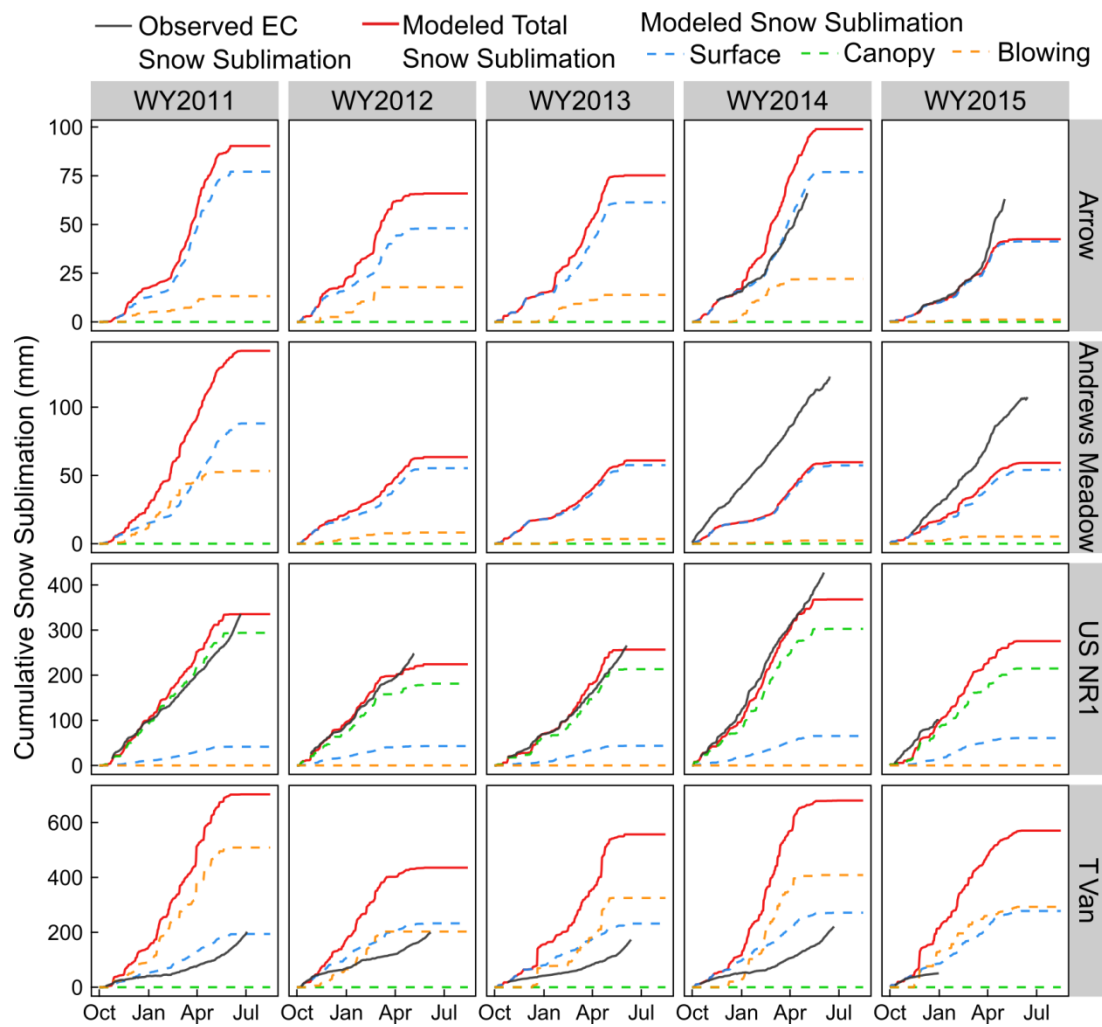 Observed EC Snow Sublimation
Modeled Total Snow Sublimation
Modeled Snow Sublimation
Surface
Canopy
Blowing
WY2011
WY2012
WY2013
WY2014
WY2015
Cumulative Snow Sublimation (mm)
100
75
50
25
0
Arrow
100
50
0
Andrews Meadow
400
300
200
100
0
US NR1
600
400
200
0
T Van
Oct Jan Apr Jul
Oct Jan Apr Jul
Oct Jan Apr Jul
Oct Jan Apr Jul
Oct Jan Apr Jul